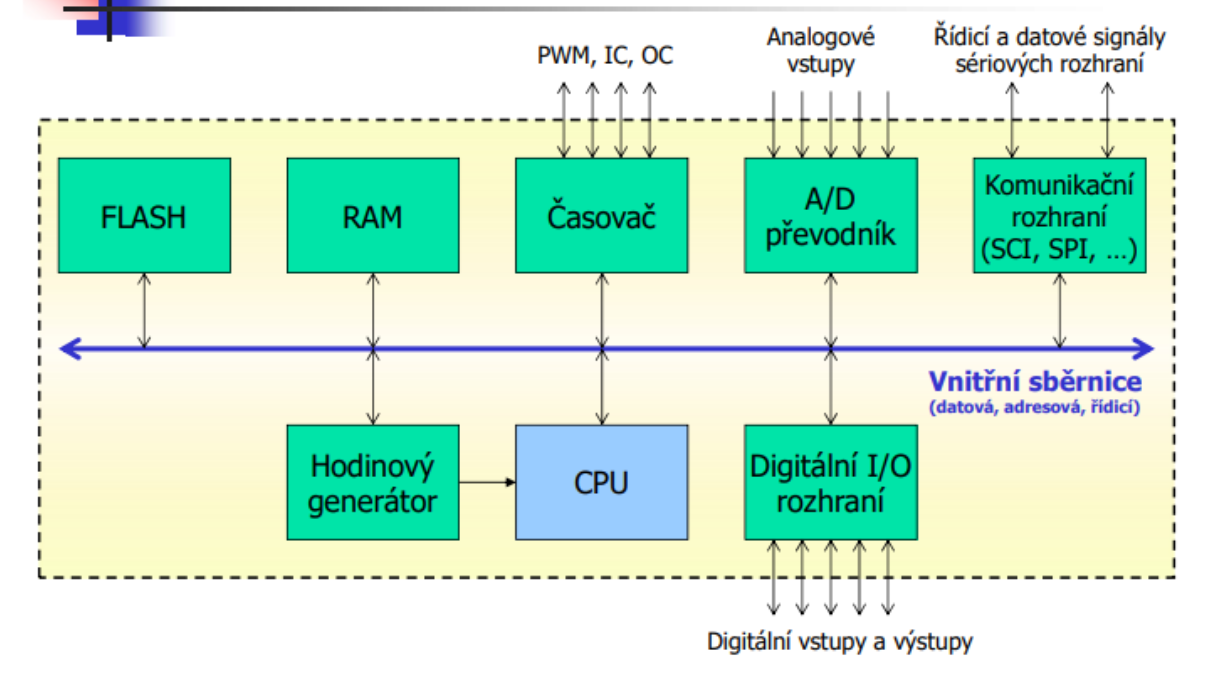 PWM, IC, OC
Analogové
vstupy
Řídicí a datové signály
sériových rozhraní
FLASH
RAM
Časovač
A/D
převodník
Komunikační
rozhraní
(SCI, SPI, …)
Vnitřní sběrnice
(datová, adresová, řídicí)
Hodinový
generátor
CPU
Digitální I/O
rozhraní
Digitální vstupy a výstupy